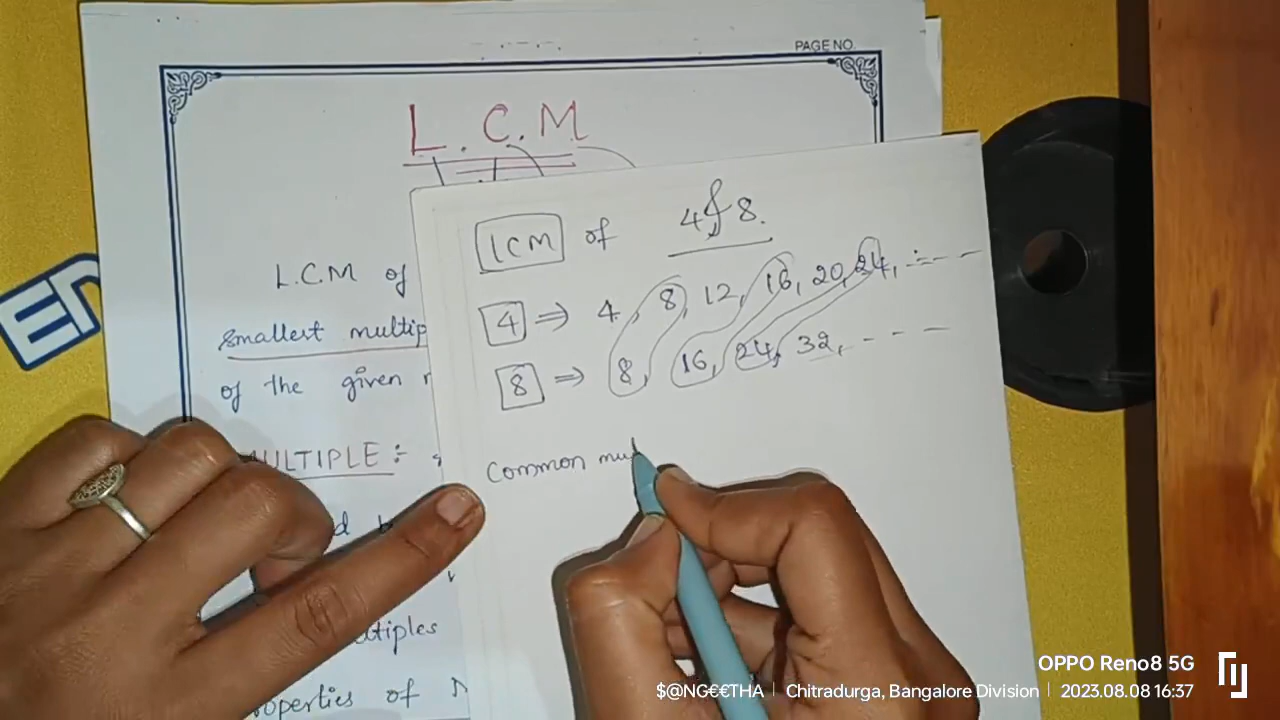 PAGE NO.
L.C.M
LCM of 4 & 8.
L.C.M of
smallest multip
of the given
4 ⇒ 4, 8, 12, 16, 20, 24, - - - -
8 ⇒ 8, 16, 24, 32, - - -
MULTIPLE :
Common mul
operties of
EN
OPPO Reno8 5G
$@NG€€THA | Chitradurga, Bangalore Division | 2023.08.08 16:37